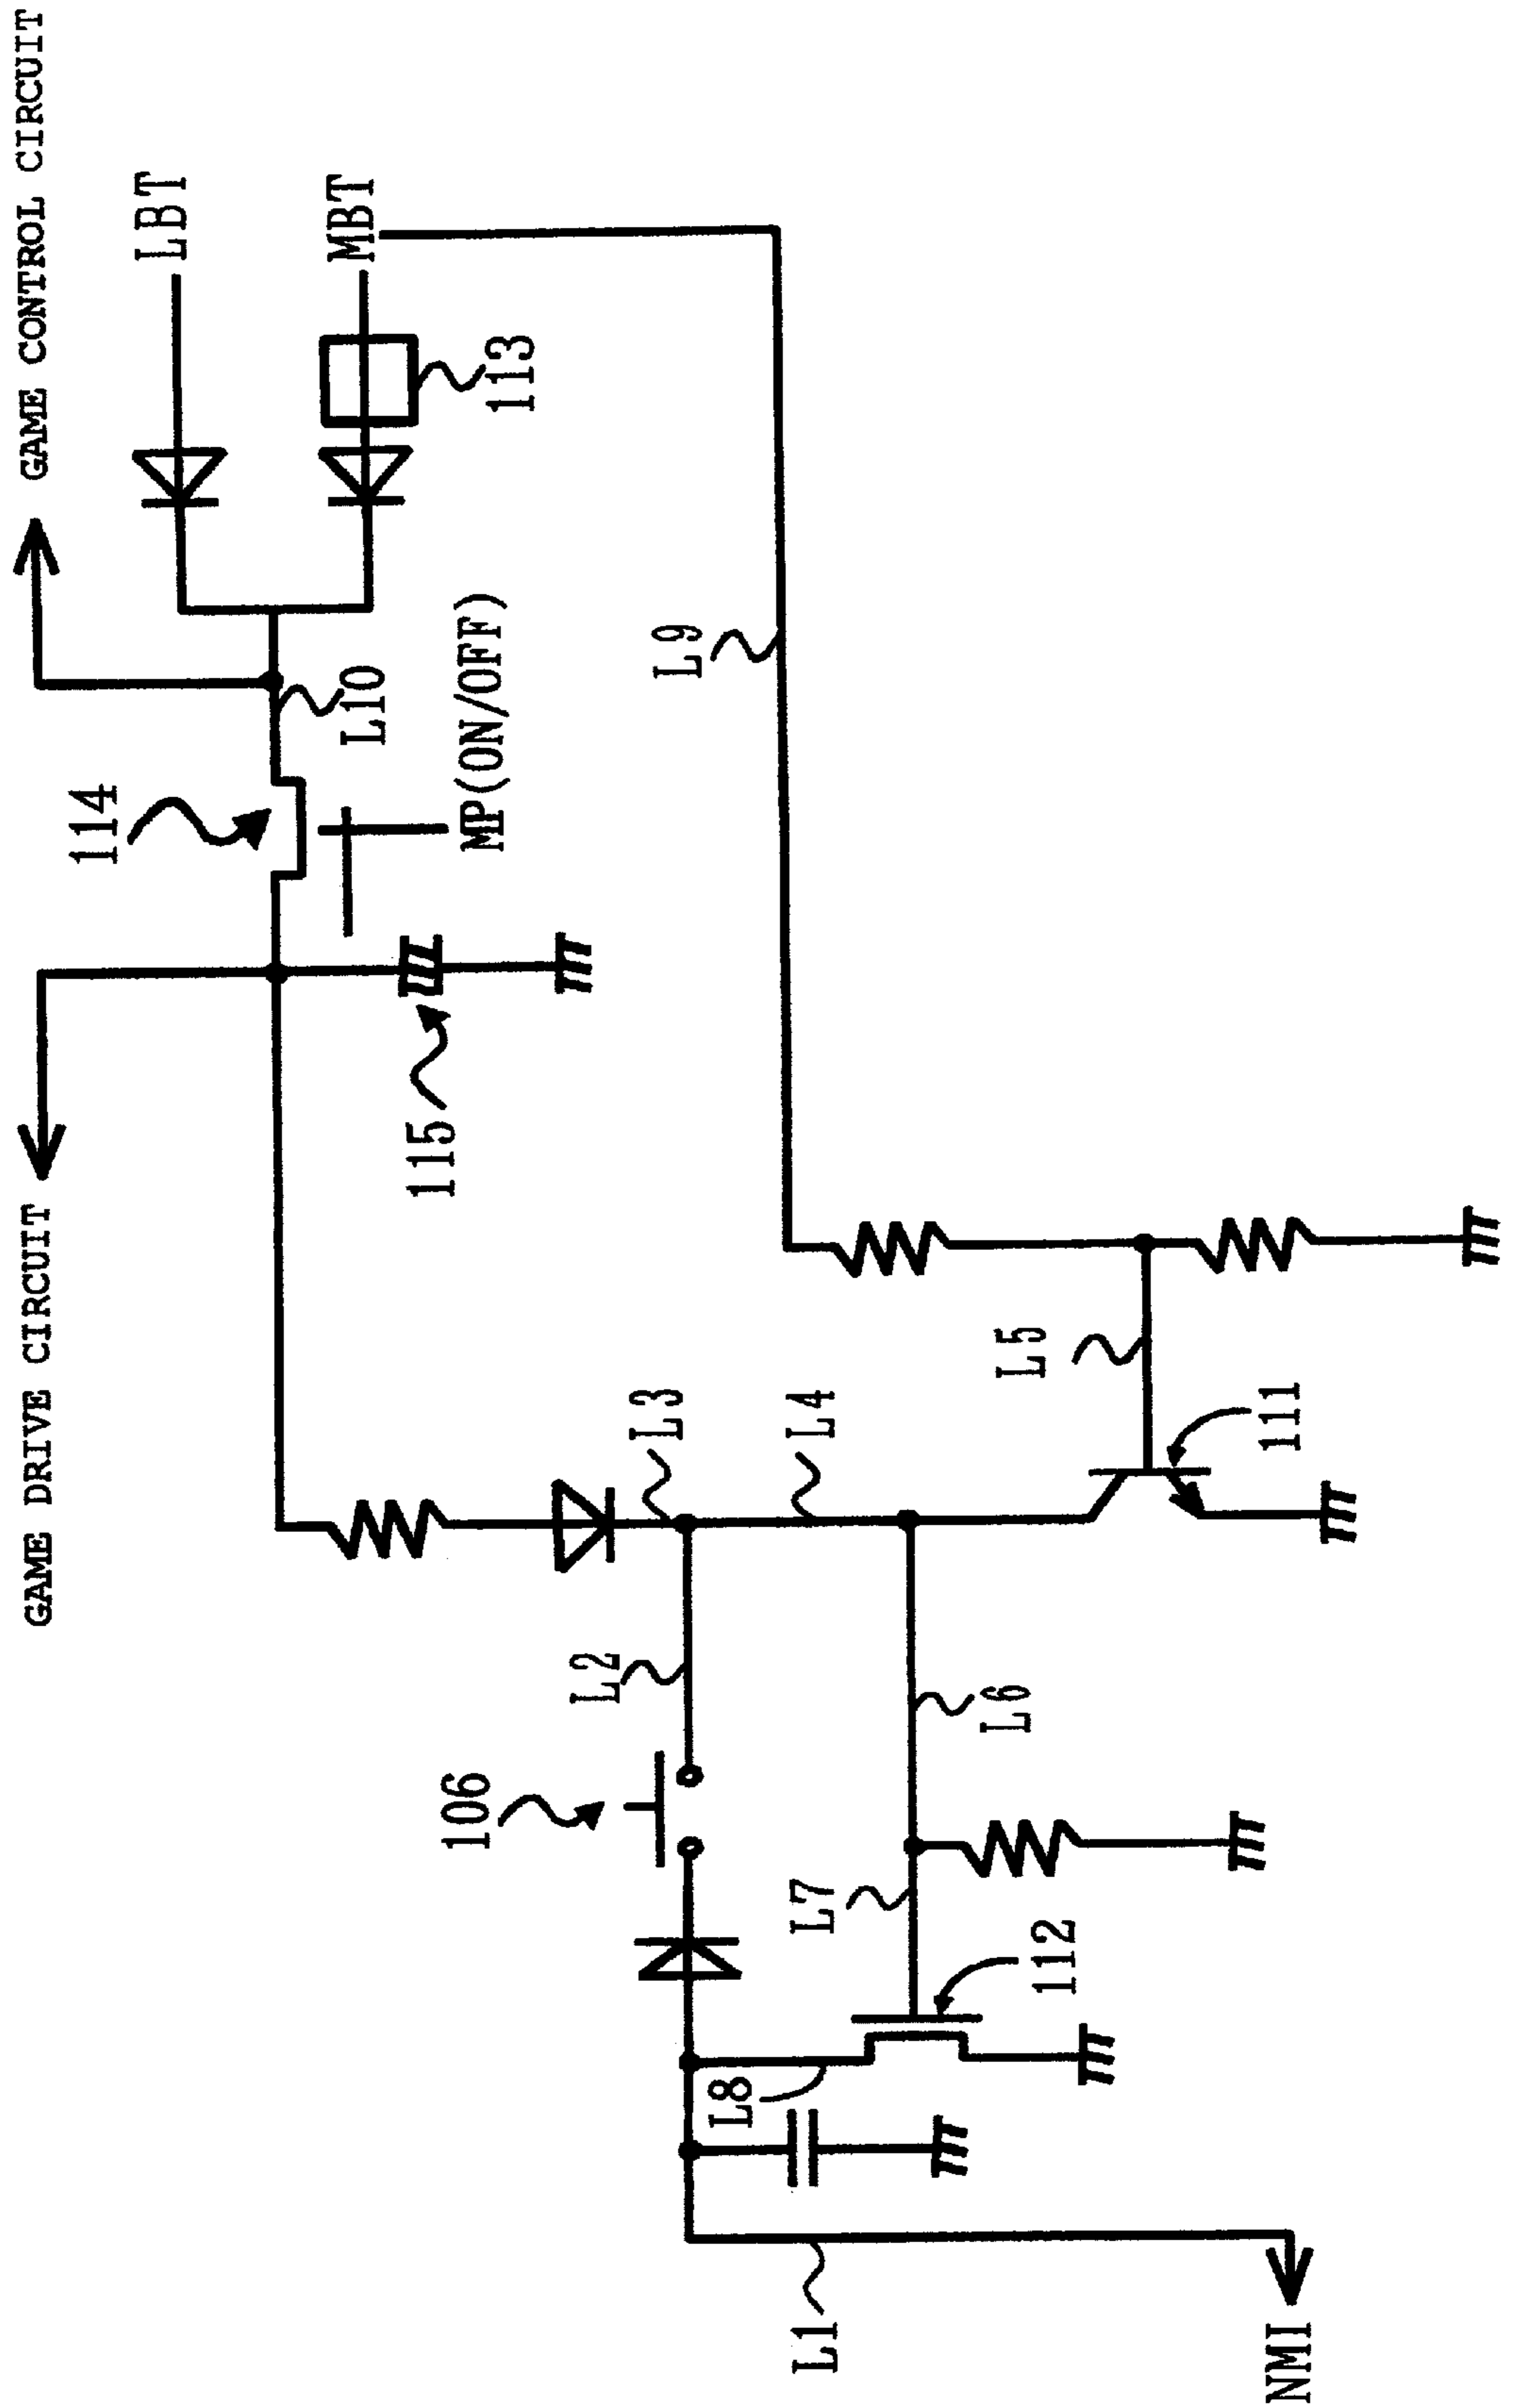 GAME CONTROL CIRCUIT
GAME DRIVE CIRCUIT
LBT
MBT
113
114
L10
MP(ON/OFF)
115
L9
L3
L4
L5
111
L2
106
L6
L7
112
L8
L1
NMI